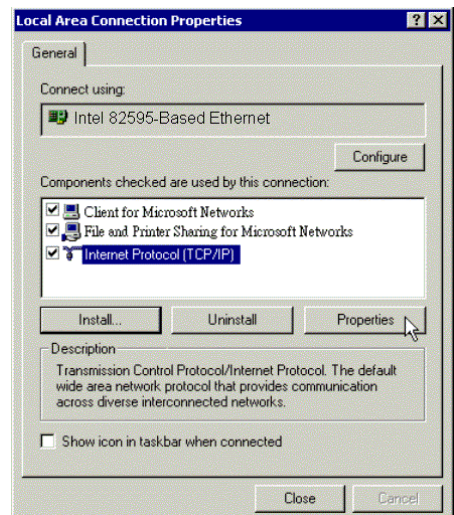 Local Area Connection Properties
General
Connect using:
Intel 82595-Based Ethernet
Configure
Components checked are used by this connection:
Client for Microsoft Networks
File and Printer Sharing for Microsoft Networks
Internet Protocol (TCP/IP)
Install... Uninstall Properties
Description
Transmission Control Protocol/Internet Protocol. The default
wide area network protocol that provides communication
across diverse interconnected networks.
Show icon in taskbar when connected
Close Cancel